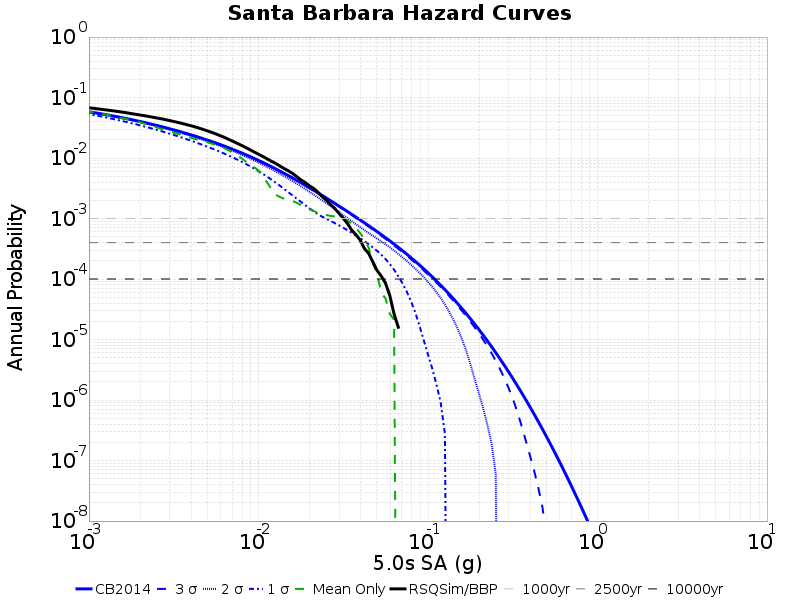 Santa Barbara Hazard Curves
10^0
10^-1
10^-2
10^-3
10^-4
10^-5
10^-6
10^-7
10^-8
Annual Probability
10^-3 10^-2 10^-1 10^0 10^1
5.0s SA (g)
CB2014 3 σ 2 σ 1 σ Mean Only RSQSim/BBP 1000yr 2500yr 10000yr